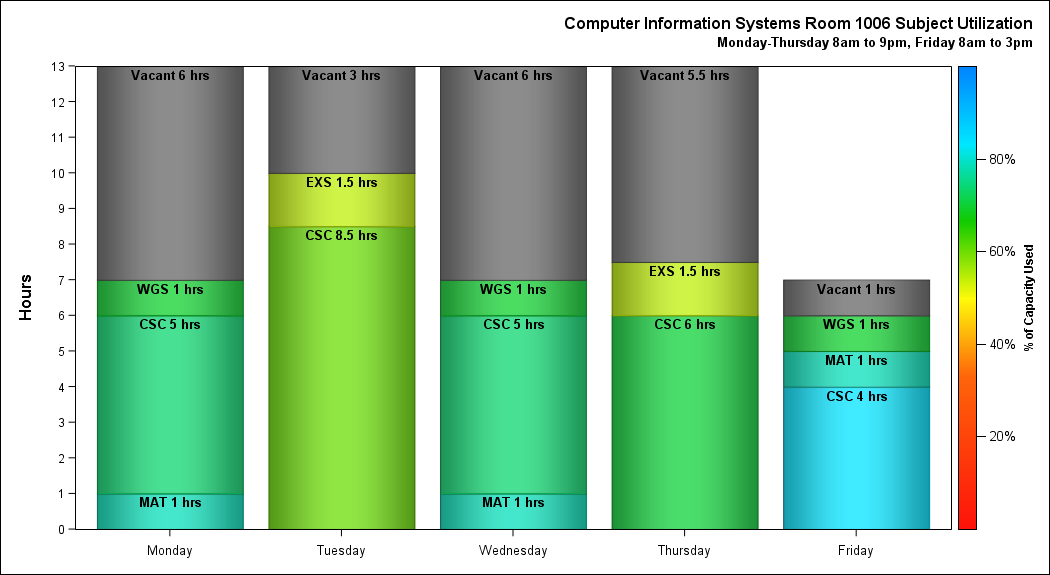 Computer Information Systems Room 1006 Subject Utilization
Monday-Thursday 8am to 9pm, Friday 8am to 3pm
Hours
13
12
11
10
9
8
7
6
5
4
3
2
1
0
Vacant 6 hrs
WGS 1 hrs
CSC 5 hrs
MAT 1 hrs
Vacant 3 hrs
EXS 1.5 hrs
CSC 8.5 hrs
Vacant 6 hrs
WGS 1 hrs
CSC 5 hrs
MAT 1 hrs
Vacant 5.5 hrs
EXS 1.5 hrs
CSC 6 hrs
Vacant 1 hrs
WGS 1 hrs
MAT 1 hrs
CSC 4 hrs
Monday
Tuesday
Wednesday
Thursday
Friday
80%
60%
40%
20%
% of Capacity Used